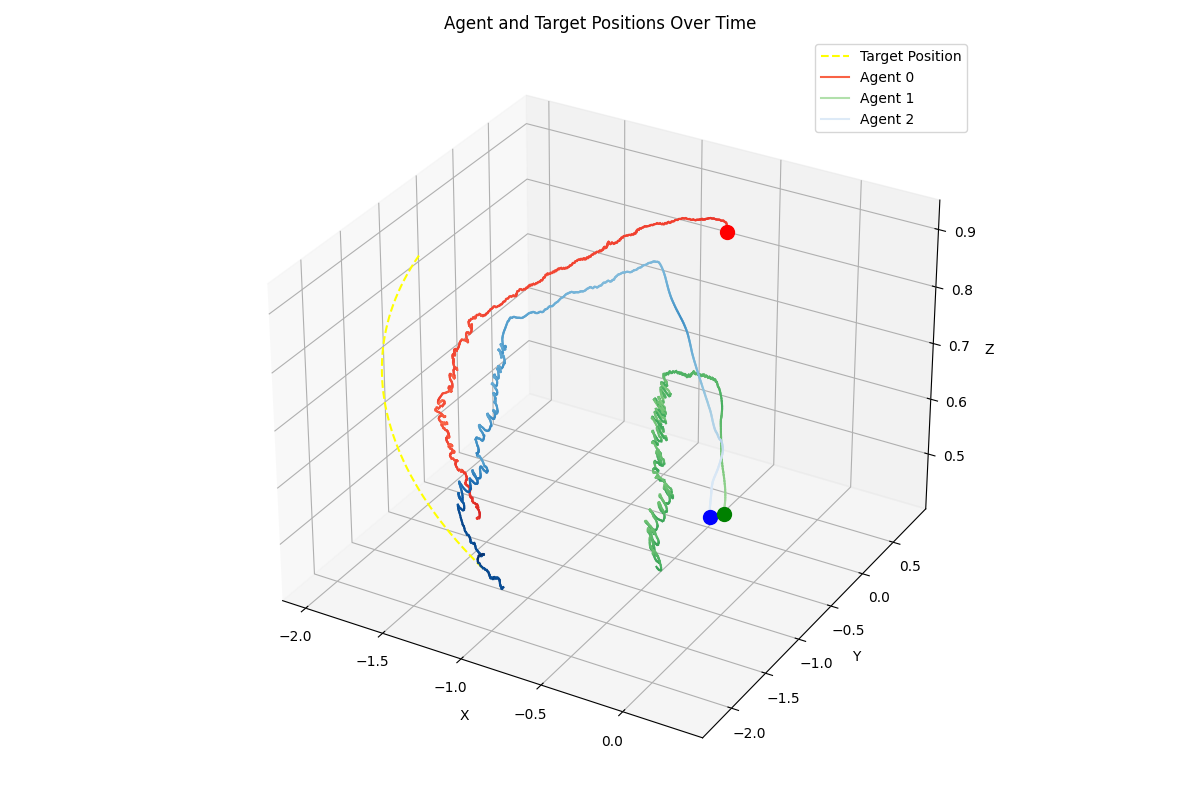 Agent and Target Positions Over Time
Target Position
Agent 0
Agent 1
Agent 2
0.9
0.8
0.7
0.6
0.5
Z
0.5
0.0
−0.5
−1.0
−1.5
−2.0
Y
−2.0
−1.5
−1.0
−0.5
0.0
X